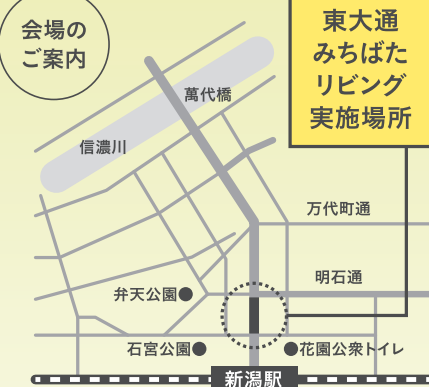 会場の
ご案内
東大通
みちばた
リビング
実施場所
萬代橋
信濃川
万代町通
明石通
弁天公園
石宮公園
花園公衆トイレ
新潟駅